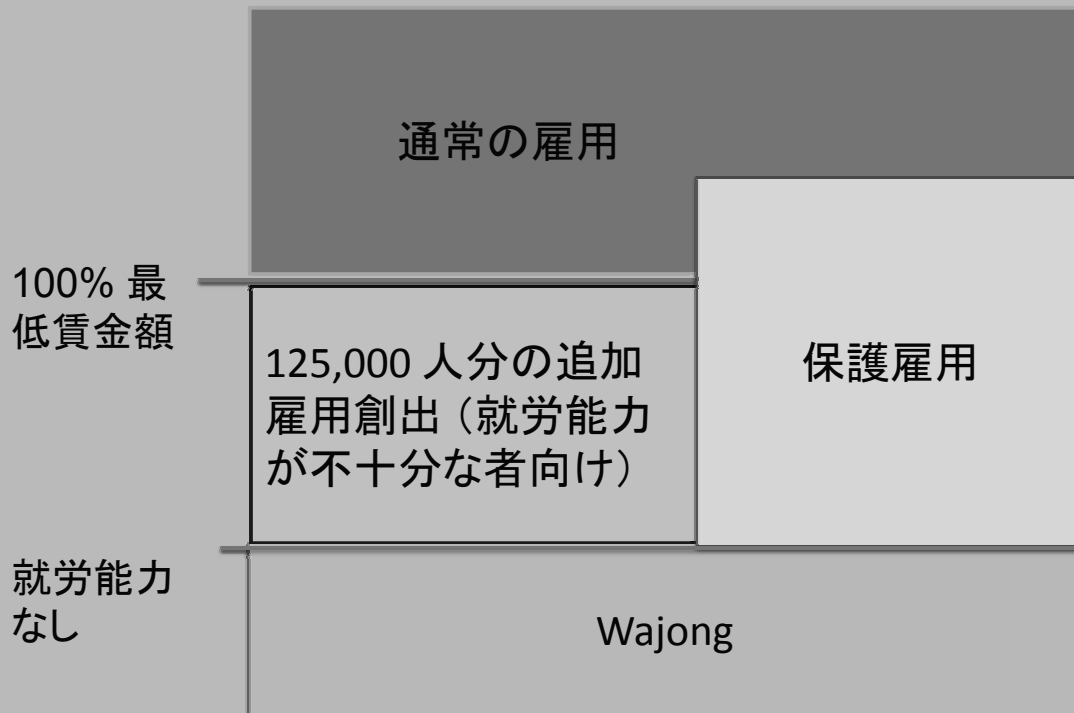 通常の雇用
100% 最
低賃金額
125,000 人分の追加
雇用創出（就労能力
が不十分な者向け）
保護雇用
就労能力
なし
Wajong